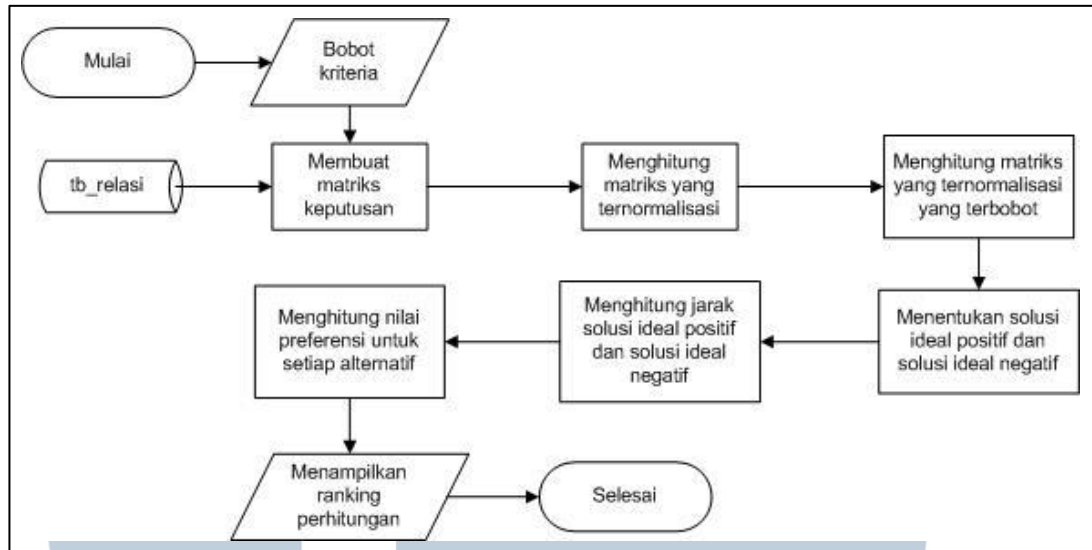 Mulai
Bobot
kriteria
tb_relasi
Membuat
matriks
keputusan
Menghitung
matriks yang
ternormalisasi
Menghitung matriks
yang ternormalisasi
yang terbobot
Menentukan solusi
ideal positif dan
solusi ideal negatif
Menghitung jarak
solusi ideal positif
dan solusi ideal
negatif
Menghitung nilai
preferensi untuk
setiap alternatif
Menampilkan
ranking
perhitungan
Selesai